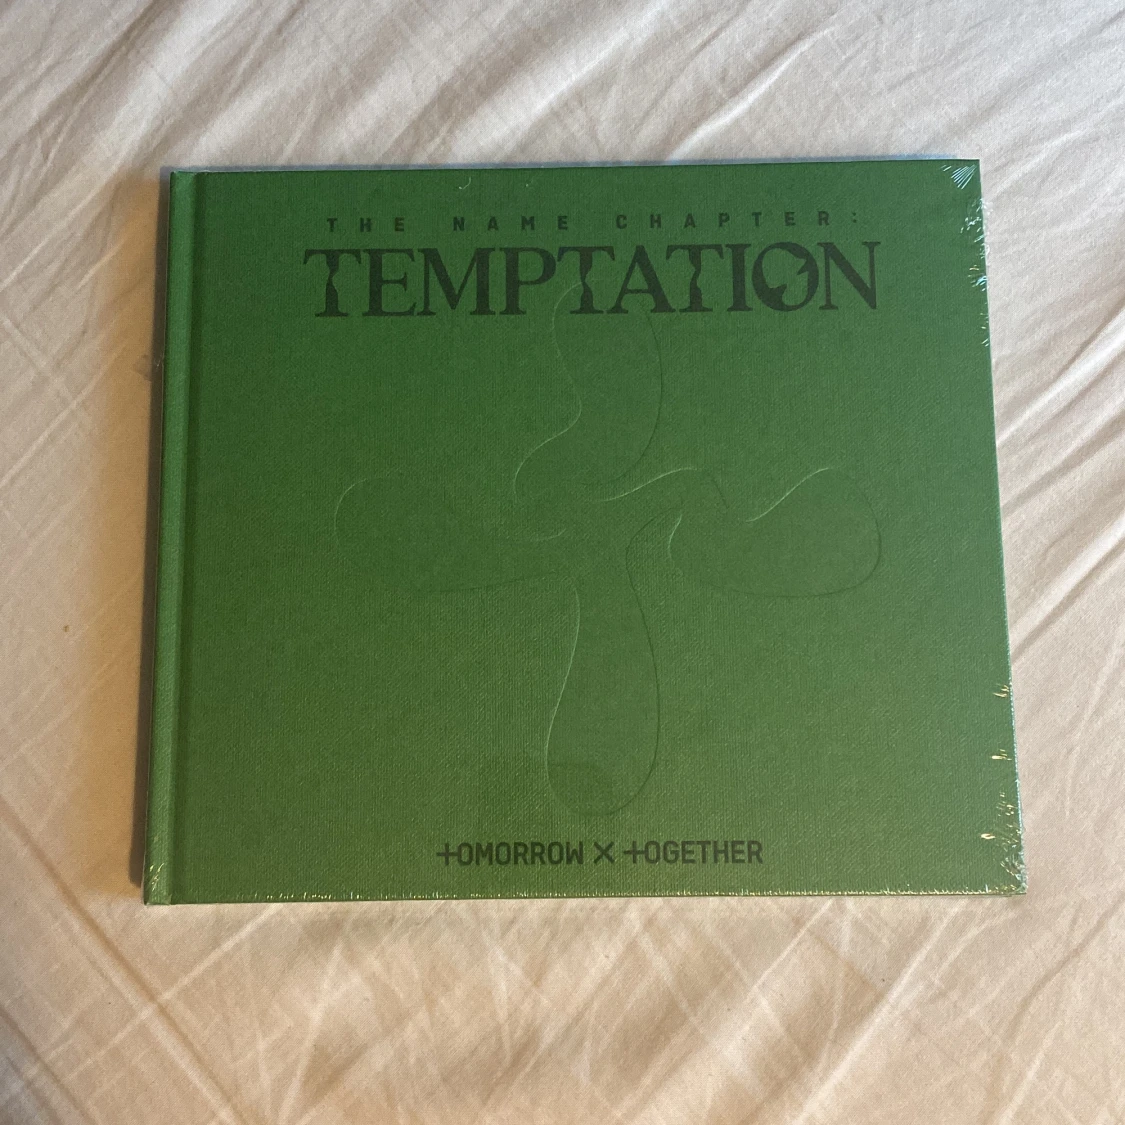 THE NAME CHAPTER:
TEMPTATION
TOMORROW X TOGETHER